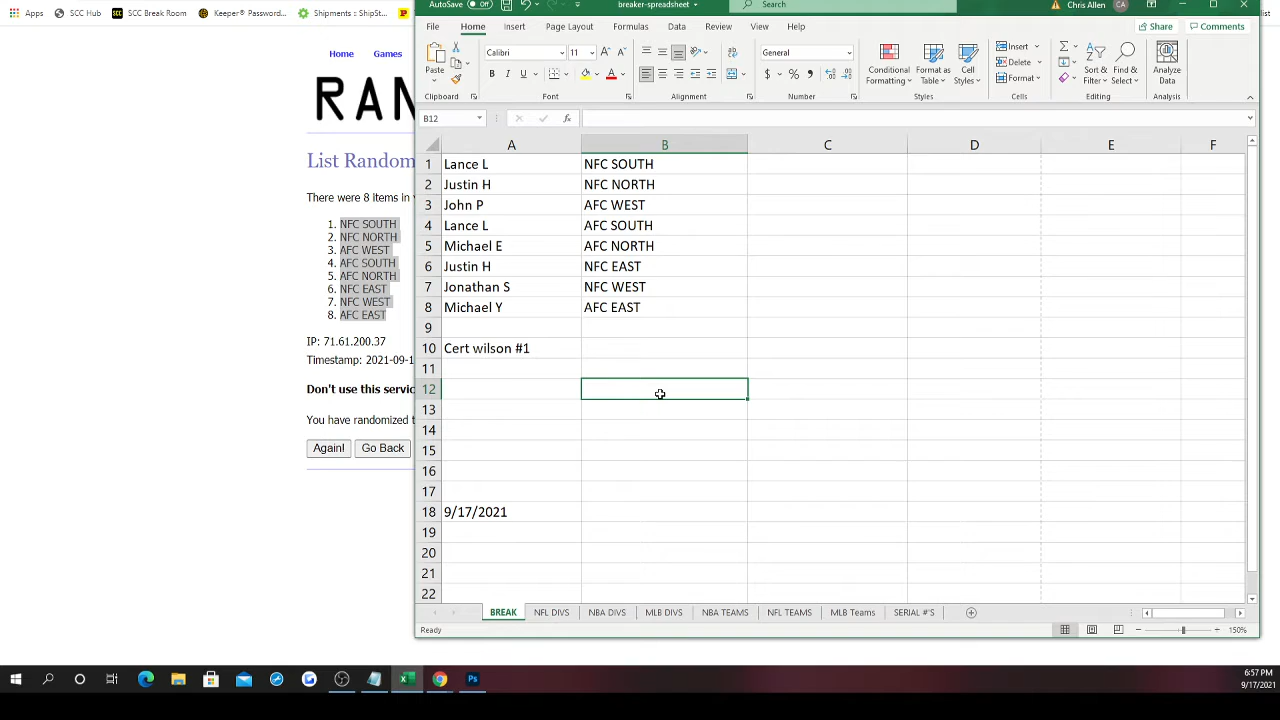 Apps
SCC Hub
SCC Break Room
Keeper® Password...
Shipments :: ShipSt...
Home
Games
RAN
List Random
There were 8 items in y
1. NFC SOUTH
2. NFC NORTH
3. AFC WEST
4. AFC SOUTH
5. AFC NORTH
6. NFC EAST
7. NFC WEST
8. AFC EAST
IP: 71.61.200.37
Timestamp: 2021-09-1
Don't use this servic
You have randomized t
Again!
Go Back
AutoSave
Off
breaker-spreadsheet
Search
Chris Allen
CA
list
File
Home
Insert
Page Layout
Formulas
Data
Review
View
Help
Share
Comments
Paste
Calibri
11
General
Conditional Formatting
Format as Table
Cell Styles
Insert
Delete
Format
Sort & Filter
Find & Select
Analyze Data
Clipboard
Font
Alignment
Number
Styles
Cells
Editing
Analysis
B12
fx
A B C D E F
1 Lance L NFC SOUTH
2 Justin H NFC NORTH
3 John P AFC WEST
4 Lance L AFC SOUTH
5 Michael E AFC NORTH
6 Justin H NFC EAST
7 Jonathan S NFC WEST
8 Michael Y AFC EAST
9
10 Cert wilson #1
11
12
13
14
15
16
17
18 9/17/2021
19
20
21
22
BREAK
NFL DIVS
NBA DIVS
MLB DIVS
NBA TEAMS
NFL TEAMS
MLB Teams
SERIAL #'S
Ready
150%
6:57 PM
9/17/2021